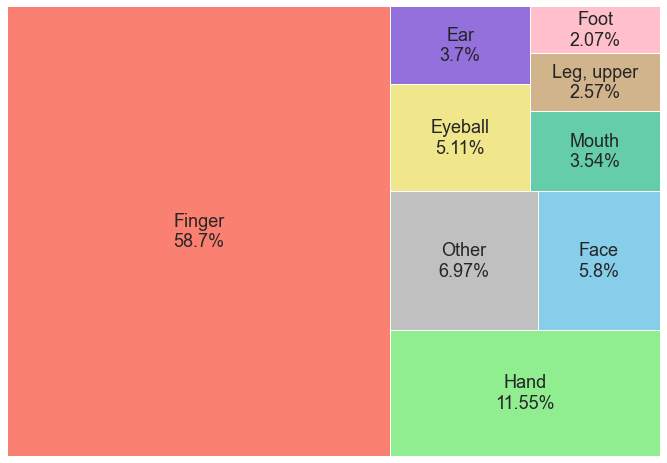 Finger
58.7%
Ear
3.7%
Foot
2.07%
Leg, upper
2.57%
Eyeball
5.11%
Mouth
3.54%
Other
6.97%
Face
5.8%
Hand
11.55%